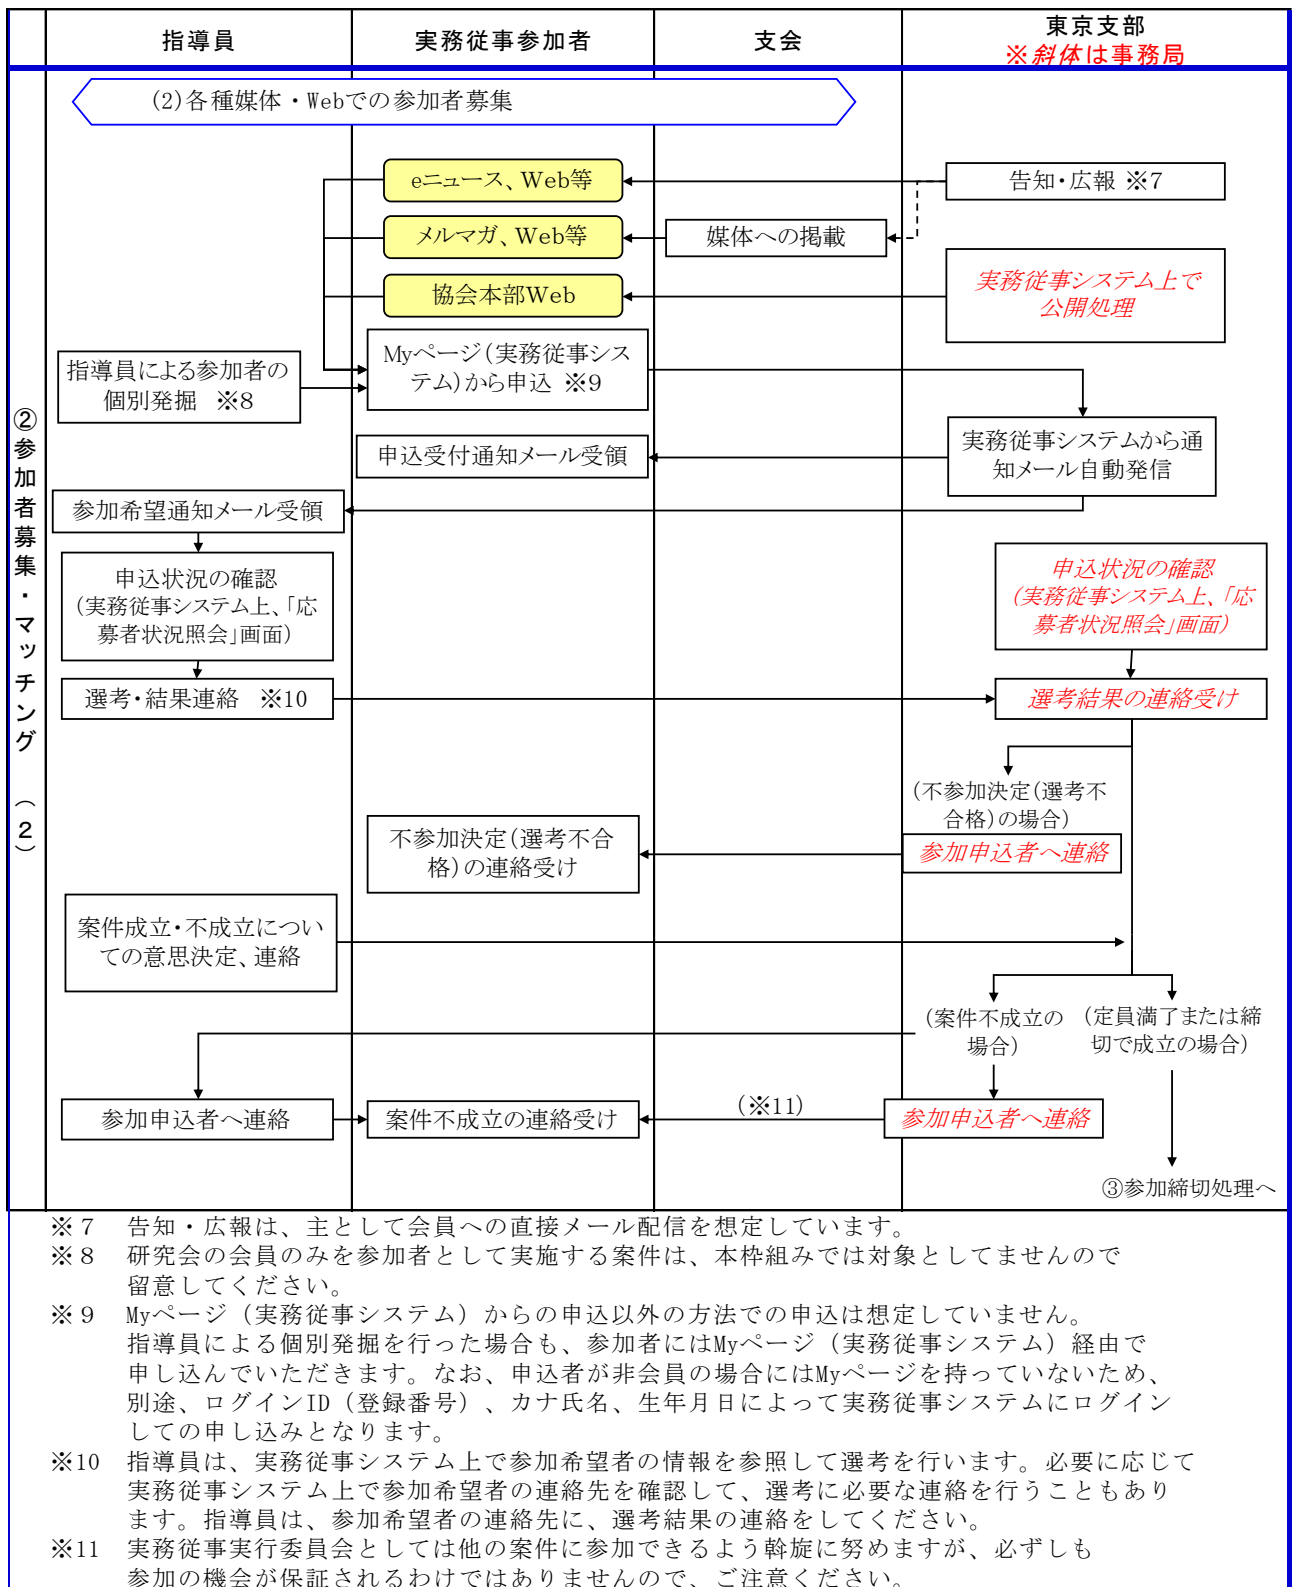 指導員
実務従事参加者
支会
東京支部
※斜体は事務局
②参加者募集・マッチング（2）
(2)各種媒体・Webでの参加者募集
eニュース、Web等
告知・広報 ※7
メルマガ、Web等
媒体への掲載
協会本部Web
実務従事システム上で
公開処理
指導員による参加者の
個別発掘　※8
Myページ（実務従事シス
テム）から申込 ※9
申込受付通知メール受領
実務従事システムから通
知メール自動発信
参加希望通知メール受領
申込状況の確認
（実務従事システム上、「応
募者状況照会」画面）
申込状況の確認
（実務従事システム上、「応
募者状況照会」画面）
選考・結果連絡　※10
選考結果の連絡受け
（不参加決定（選考不
合格）の場合）
参加申込者へ連絡
不参加決定（選考不合
格）の連絡受け
案件成立・不成立につい
ての意思決定、連絡
（案件不成立の
場合）
（定員満了または締
切で成立の場合）
参加申込者へ連絡
案件不成立の連絡受け
（※11）
参加申込者へ連絡
③参加締切処理へ
※７　告知・広報は、主として会員への直接メール配信を想定しています。
※８　研究会の会員のみを参加者として実施する案件は、本枠組みでは対象としてませんので
留意してください。
※９　Myページ（実務従事システム）からの申込以外の方法での申込は想定していません。
指導員による個別発掘を行った場合も、参加者にはMyページ（実務従事システム）経由で
申し込んでいただきます。なお、申込者が非会員の場合にはMyページを持っていないため、
別途、ログインID（登録番号）、カナ氏名、生年月日によって実務従事システムにログイン
しての申し込みとなります。
※10　指導員は、実務従事システム上で参加希望者の情報を参照して選考を行います。必要に応じて
実務従事システム上で参加希望者の連絡先を確認して、選考に必要な連絡を行うこともあり
ます。指導員は、参加希望者の連絡先に、選考結果の連絡をしてください。
※11　実務従事実行委員会としては他の案件に参加できるよう斡旋に努めますが、必ずしも
参加の機会が保証されるわけではありませんので、ご注意ください。